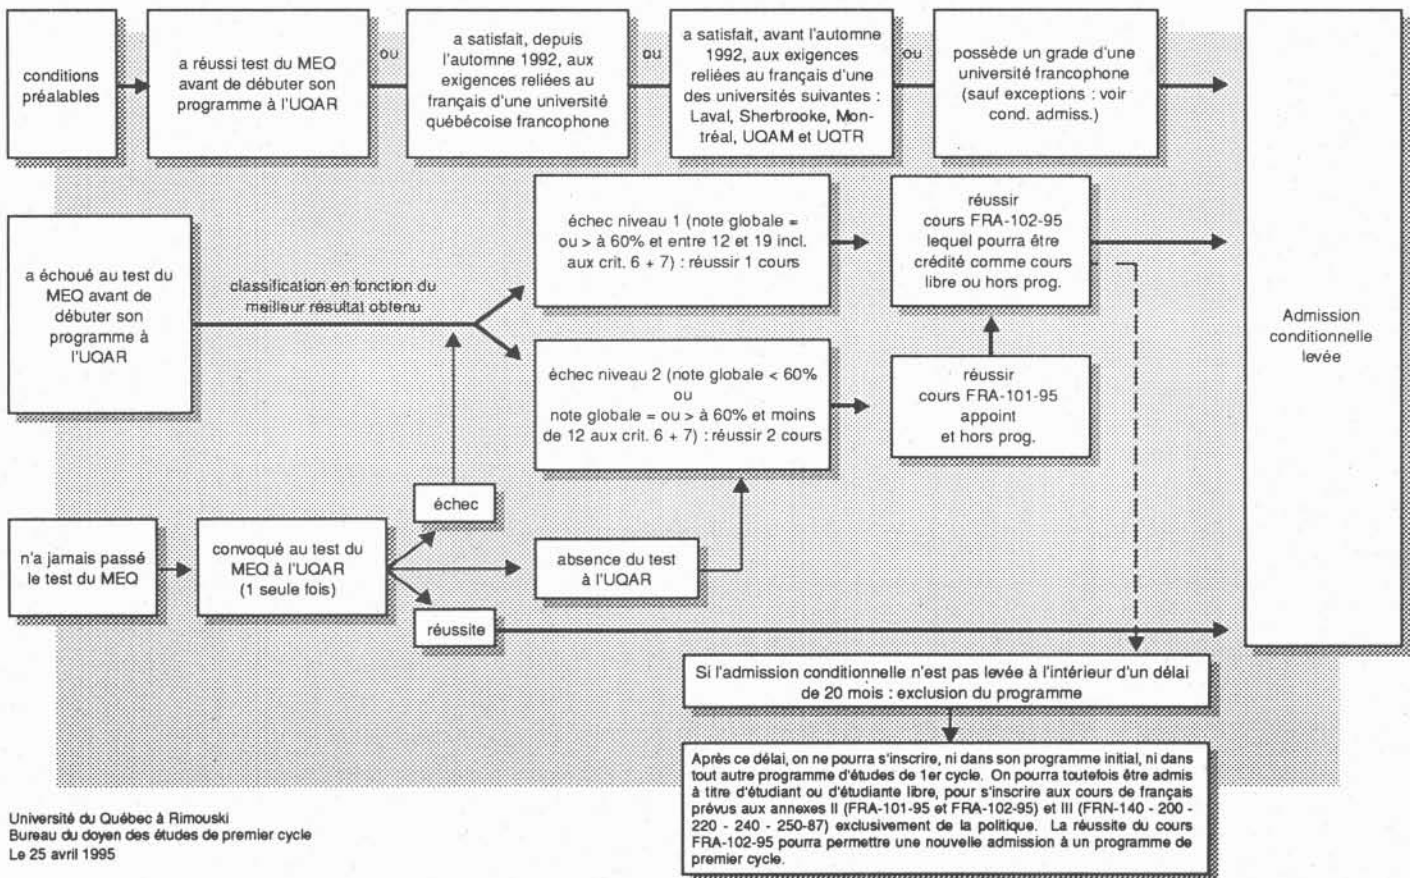 conditions
préalables
a réussi test du MEQ
avant de débuter son
programme à l'UQAR
ou
a satisfait, depuis
l'automne 1992, aux
exigences reliées au
français d'une université
québécoise francophone
ou
a satisfait, avant l'automne
1992, aux exigences
reliées au français d'une
des universités suivantes :
Laval, Sherbrooke, Mon-
tréal, UQAM et UQTR
ou
possède un grade d'une
université francophone
(sauf exceptions : voir
cond. admiss.)
Admission
conditionnelle
levée
a échoué au test du
MEQ avant de
débuter son
programme à
l'UQAR
classification en fonction du
meilleur résultat obtenu
échec niveau 1 (note globale =
ou > à 60% et entre 12 et 19 incl.
aux crit. 6 + 7) : réussir 1 cours
réussir
cours FRA-102-95
lequel pourra être
crédité comme cours
libre ou hors prog.
échec niveau 2 (note globale < 60%
ou
note globale = ou > à 60% et moins
de 12 aux crit. 6 + 7) : réussir 2 cours
réussir
cours FRA-101-95
appoint
et hors prog.
n'a jamais passé
le test du MEQ
convoqué au test du
MEQ à l'UQAR
(1 seule fois)
échec
absence du test
à l'UQAR
réussite
Si l'admission conditionnelle n'est pas levée à l'intérieur d'un délai
de 20 mois : exclusion du programme
Après ce délai, on ne pourra s'inscrire, ni dans son programme initial, ni dans
tout autre programme d'études de 1er cycle. On pourra toutefois être admis
à titre d'étudiant ou d'étudiante libre, pour s'inscrire aux cours de français
prévus aux annexes II (FRA-101-95 et FRA-102-95) et III (FRN-140 - 200 -
220 - 240 - 250-87) exclusivement de la politique. La réussite du cours
FRA-102-95 pourra permettre une nouvelle admission à un programme de
premier cycle.
Université du Québec à Rimouski
Bureau du doyen des études de premier cycle
Le 25 avril 1995